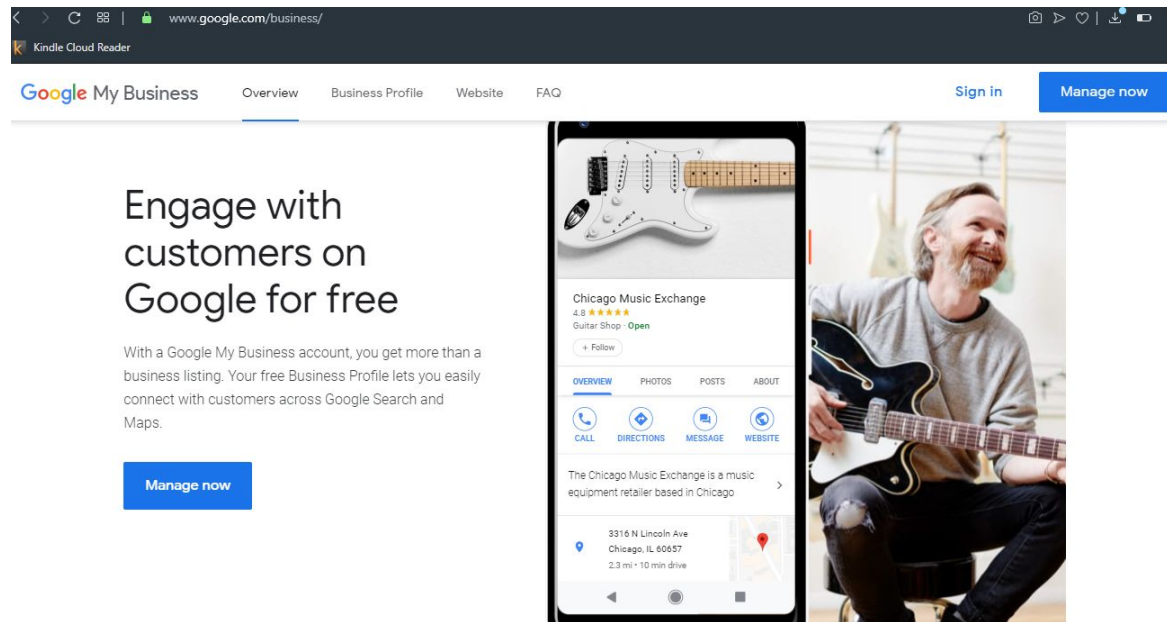 www.google.com/business/
Kindle Cloud Reader
Google My Business
Overview
Business Profile
Website
FAQ
Sign in
Manage now
Engage with
customers on
Google for free
With a Google My Business account, you get more than a
business listing. Your free Business Profile lets you easily
connect with customers across Google Search and
Maps.
Manage now
Chicago Music Exchange
4.8
Guitar Shop · Open
+ Follow
OVERVIEW
PHOTOS
POSTS
ABOUT
CALL
DIRECTIONS
MESSAGE
WEBSITE
The Chicago Music Exchange is a music
equipment retailer based in Chicago
3316 N Lincoln Ave
Chicago, IL 60657
2.3 mi • 10 min drive